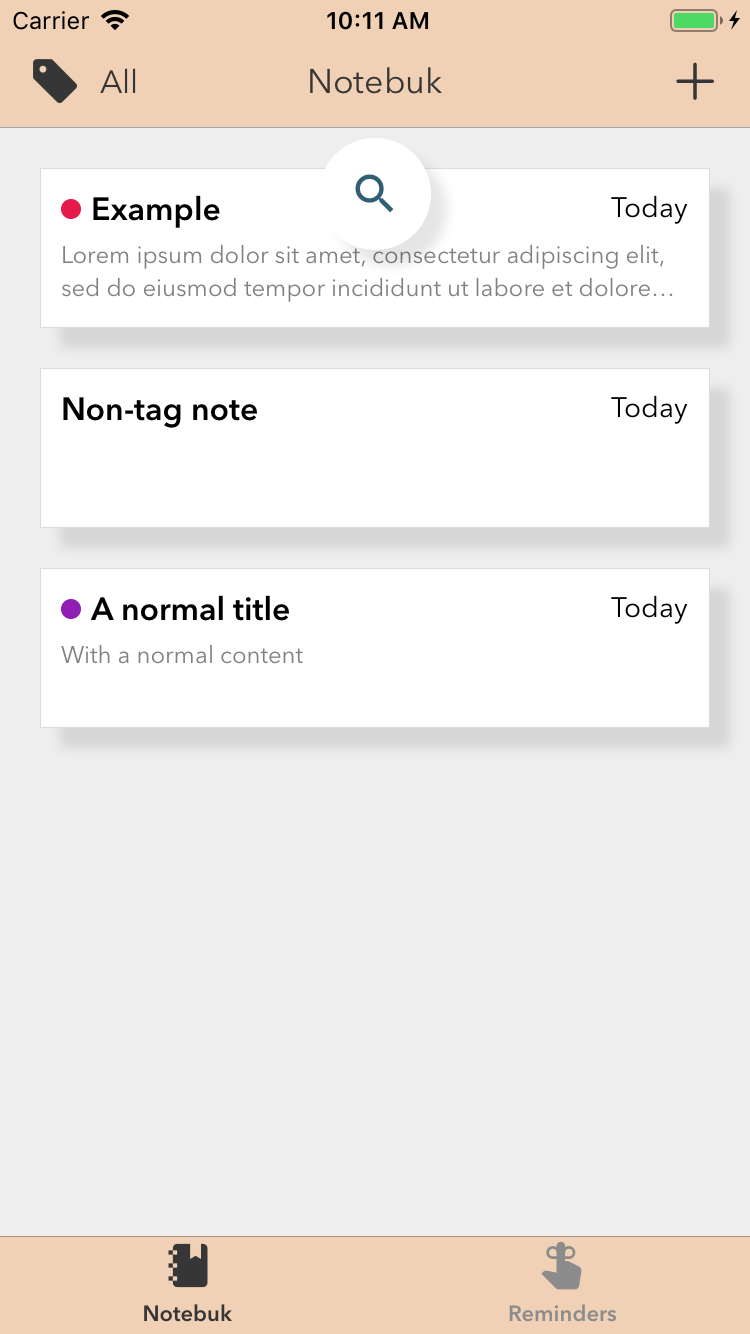 Carrier 10:11 AM
All Notebuk
Example Today
Lorem ipsum dolor sit amet, consectetur adipiscing elit,
sed do eiusmod tempor incididunt ut labore et dolore…
Non-tag note Today
A normal title Today
With a normal content
Notebuk Reminders